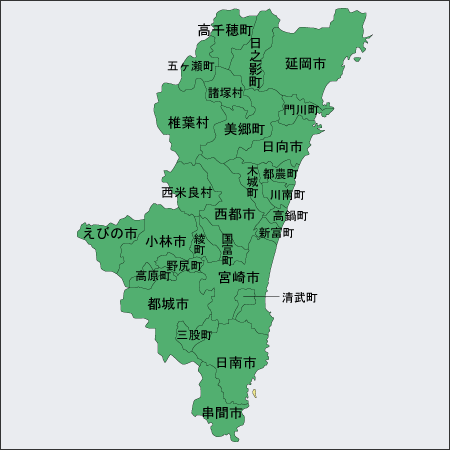 高千穂町
日之影町
延岡市
五ヶ瀬町
諸塚村
門川町
椎葉村
美郷町
日向市
木城町
都農町
西米良村
川南町
西都市
高鍋町
新富町
えびの市
小林市
綾町
国富町
野尻町
高原町
宮崎市
清武町
都城市
三股町
日南市
串間市